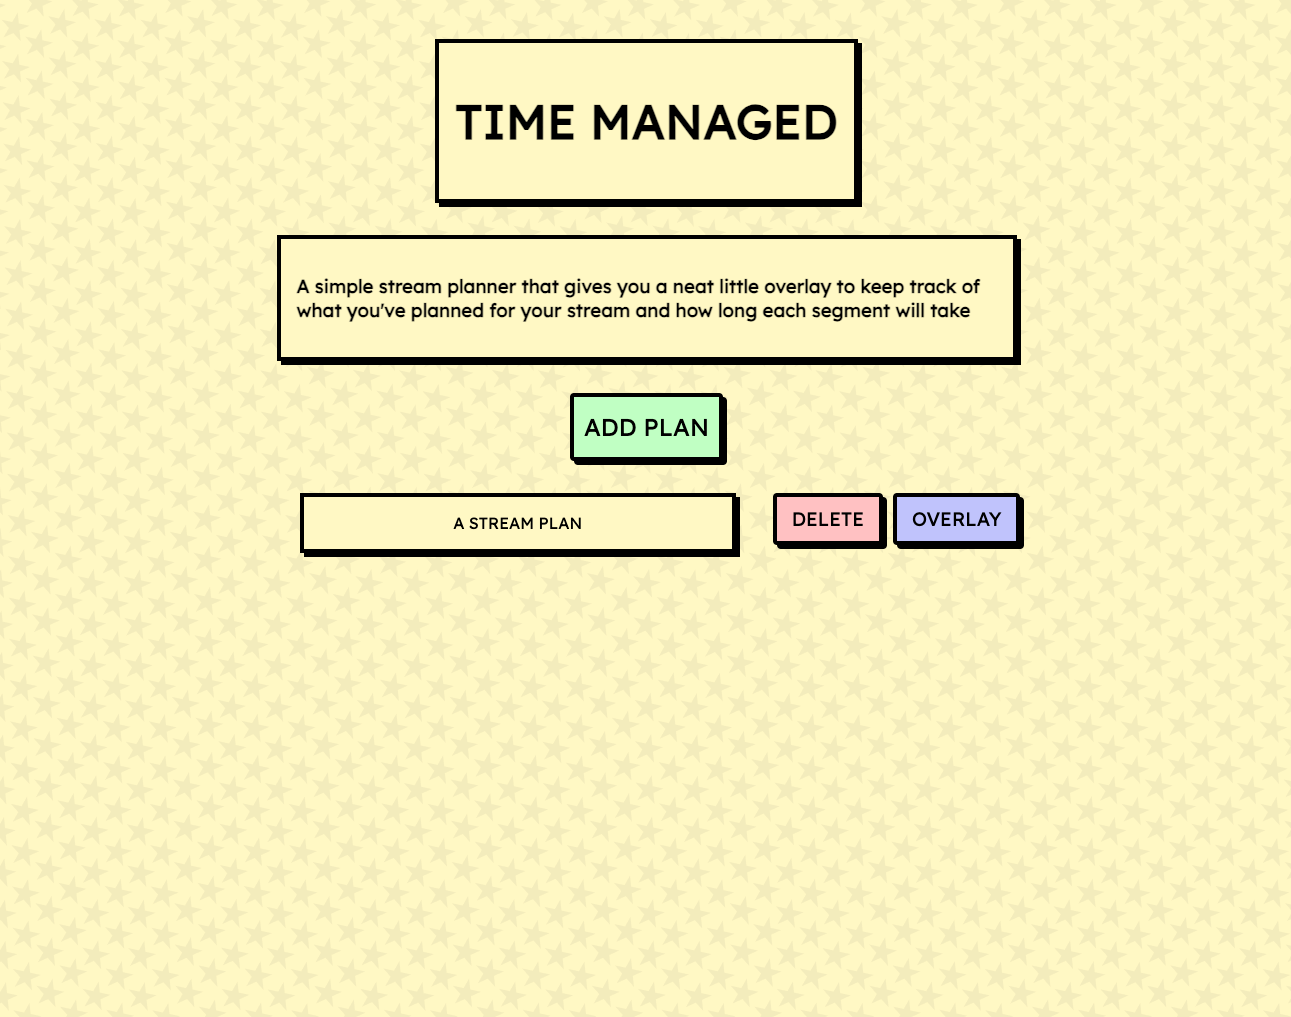 TIME MANAGED
A simple stream planner that gives you a neat little overlay to keep track of
what you've planned for your stream and how long each segment will take
ADD PLAN
A STREAM PLAN
DELETE
OVERLAY